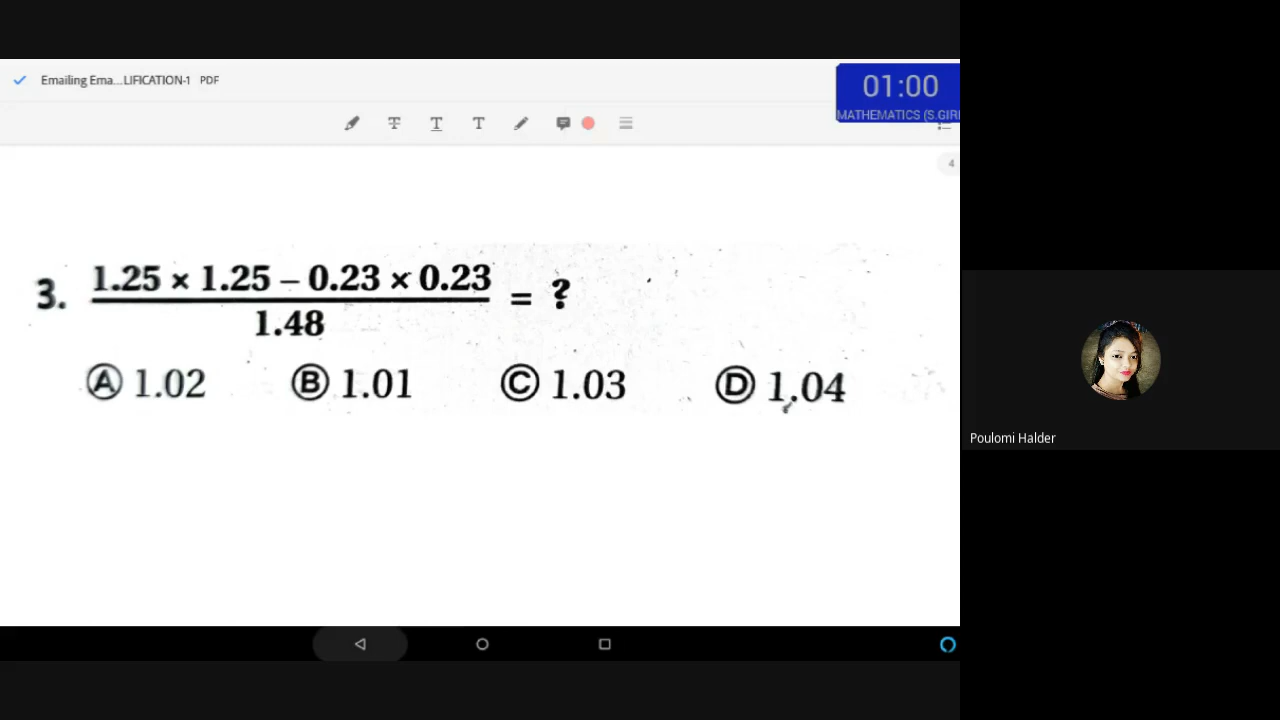 Emailing Ema...LIFICATION-1 PDF
01:00
MATHEMATICS (S.GIRI
4
3. 1.25 × 1.25 – 0.23 × 0.23 = ?
1.48
Ⓐ 1.02 Ⓑ 1.01 Ⓒ 1.03 Ⓓ 1.04
Poulomi Halder